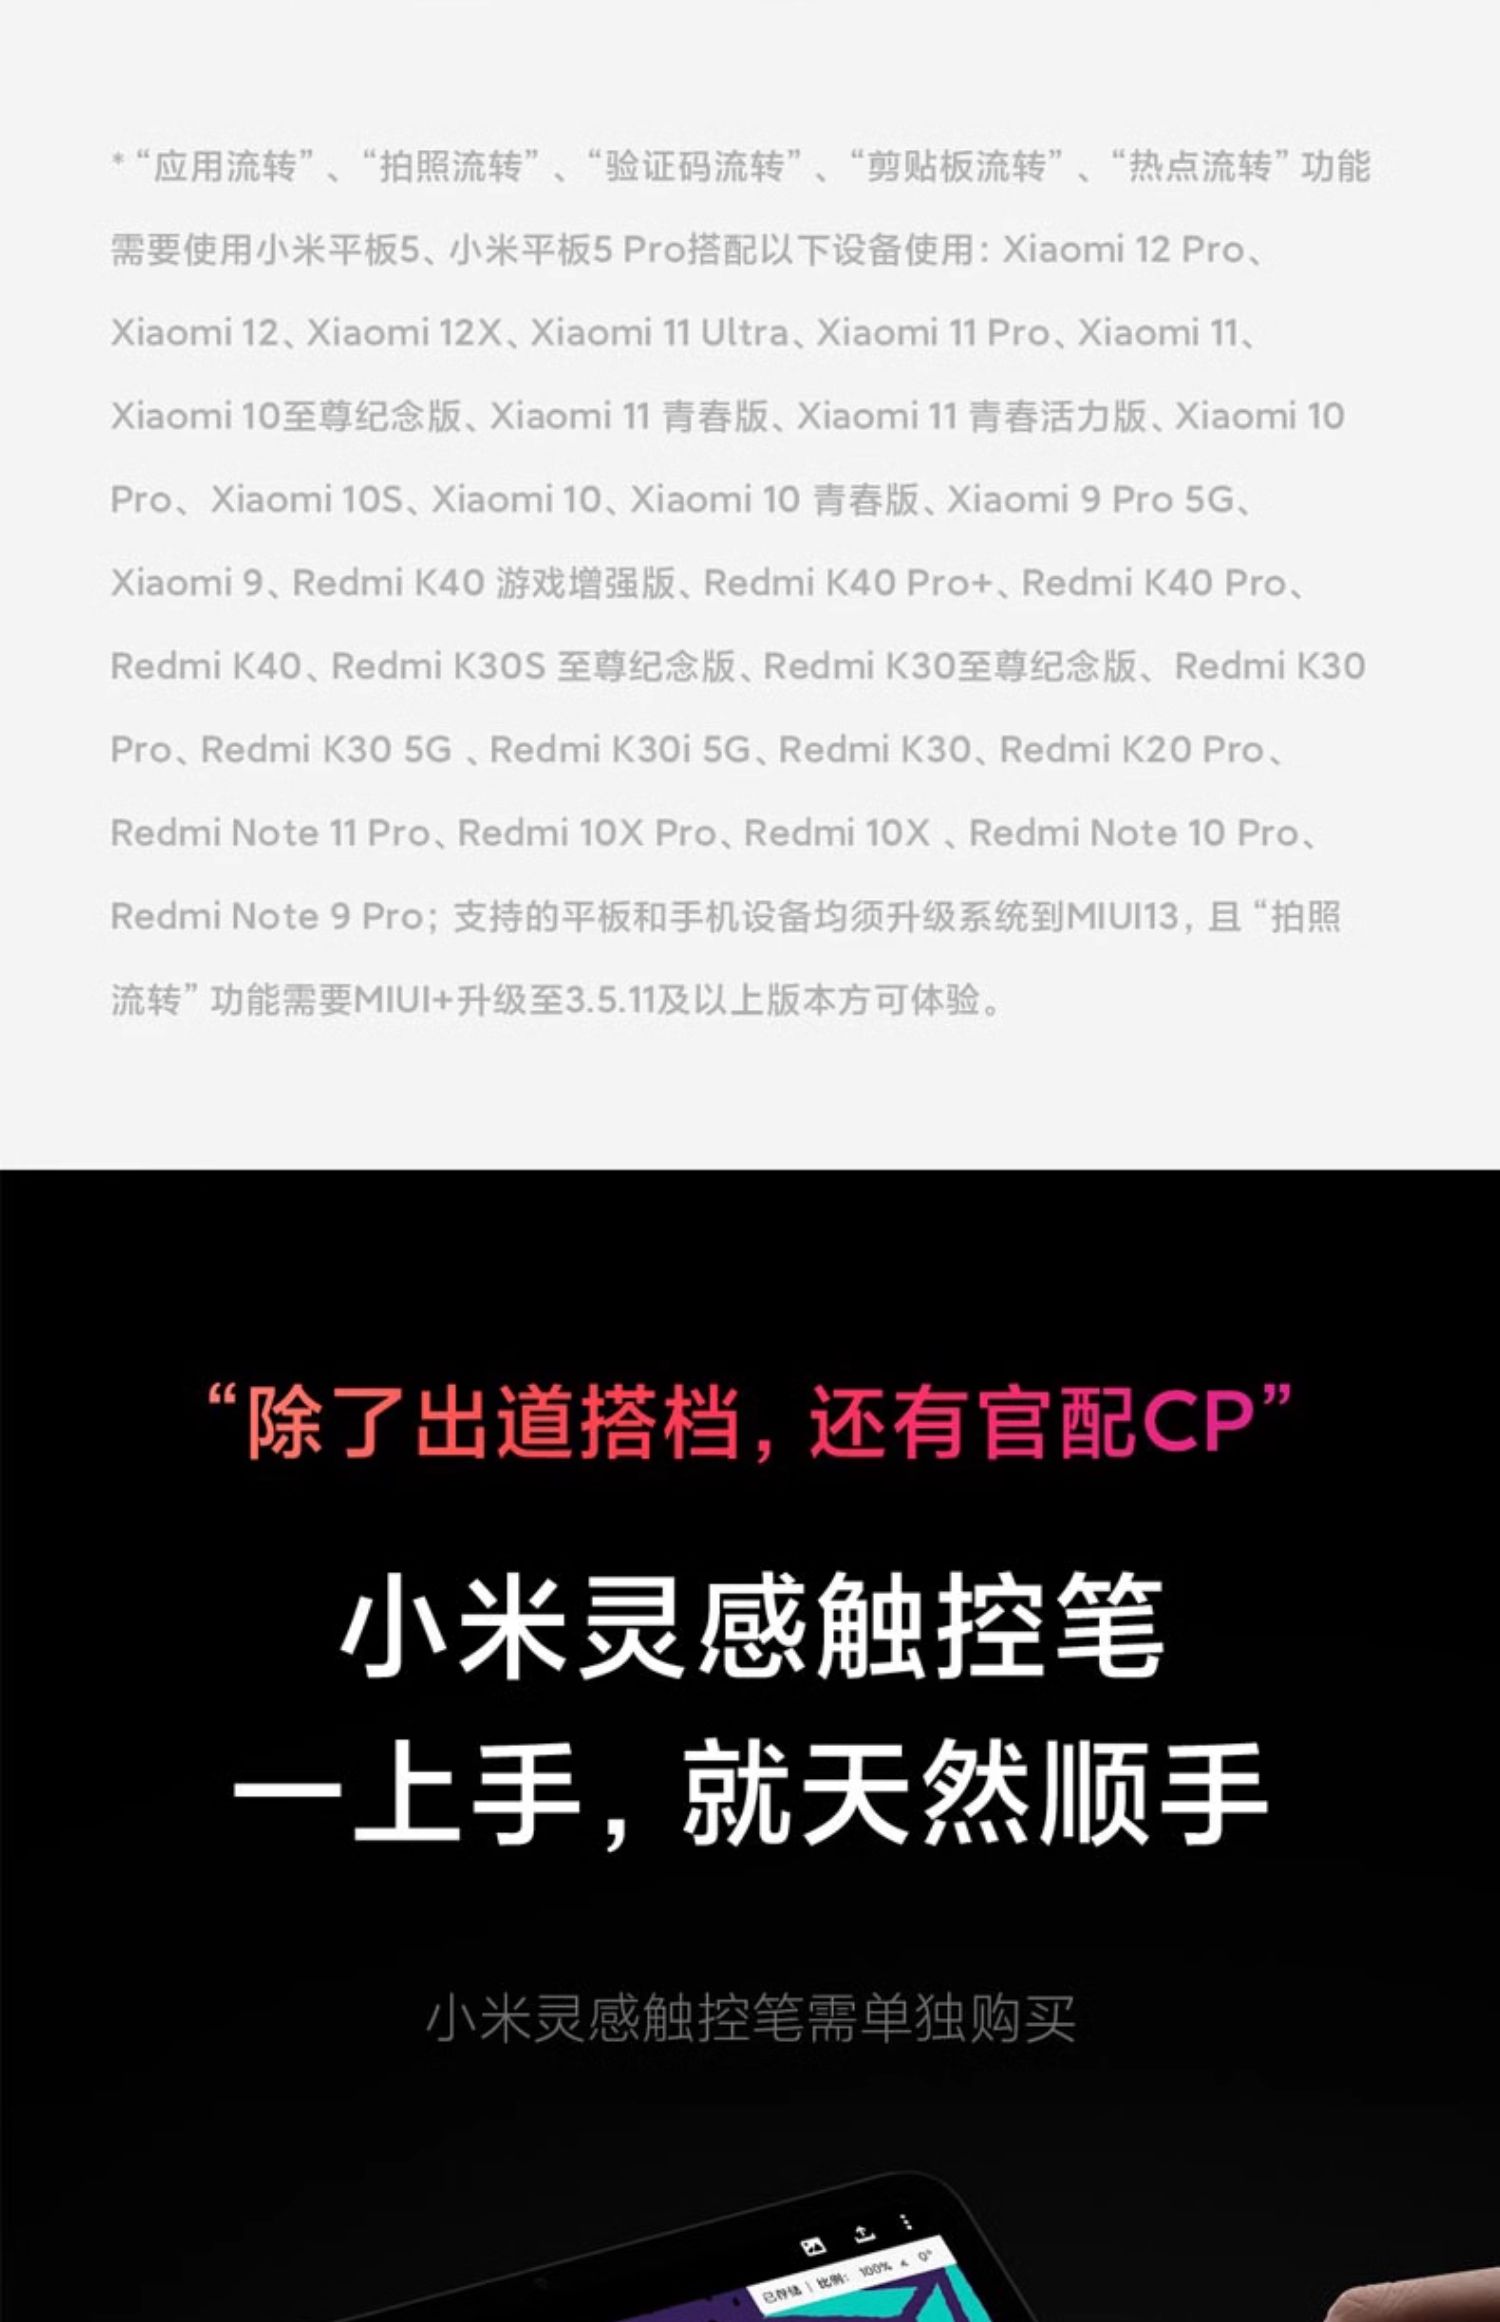 *“应用流转”、“拍照流转”、“验证码流转”、“剪贴板流转”、“热点流转”功能
需要使用小米平板5、小米平板5 Pro搭配以下设备使用：Xiaomi 12 Pro、
Xiaomi 12、Xiaomi 12X、Xiaomi 11 Ultra、Xiaomi 11 Pro、Xiaomi 11、
Xiaomi 10至尊纪念版、Xiaomi 11 青春版、Xiaomi 11 青春活力版、Xiaomi 10
Pro、Xiaomi 10S、Xiaomi 10、Xiaomi 10 青春版、Xiaomi 9 Pro 5G、
Xiaomi 9、Redmi K40 游戏增强版、Redmi K40 Pro+、Redmi K40 Pro、
Redmi K40、Redmi K30S 至尊纪念版、Redmi K30至尊纪念版、Redmi K30
Pro、Redmi K30 5G 、Redmi K30i 5G、Redmi K30、Redmi K20 Pro、
Redmi Note 11 Pro、Redmi 10X Pro、Redmi 10X 、Redmi Note 10 Pro、
Redmi Note 9 Pro；支持的平板和手机设备均须升级系统到MIUI13，且“拍照
流转”功能需要MIUI+升级至3.5.11及以上版本方可体验。
“除了出道搭档，还有官配CP”
小米灵感触控笔
一上手，就天然顺手
小米灵感触控笔需单独购买
已存储 | 比例： 100% ∠ 0°